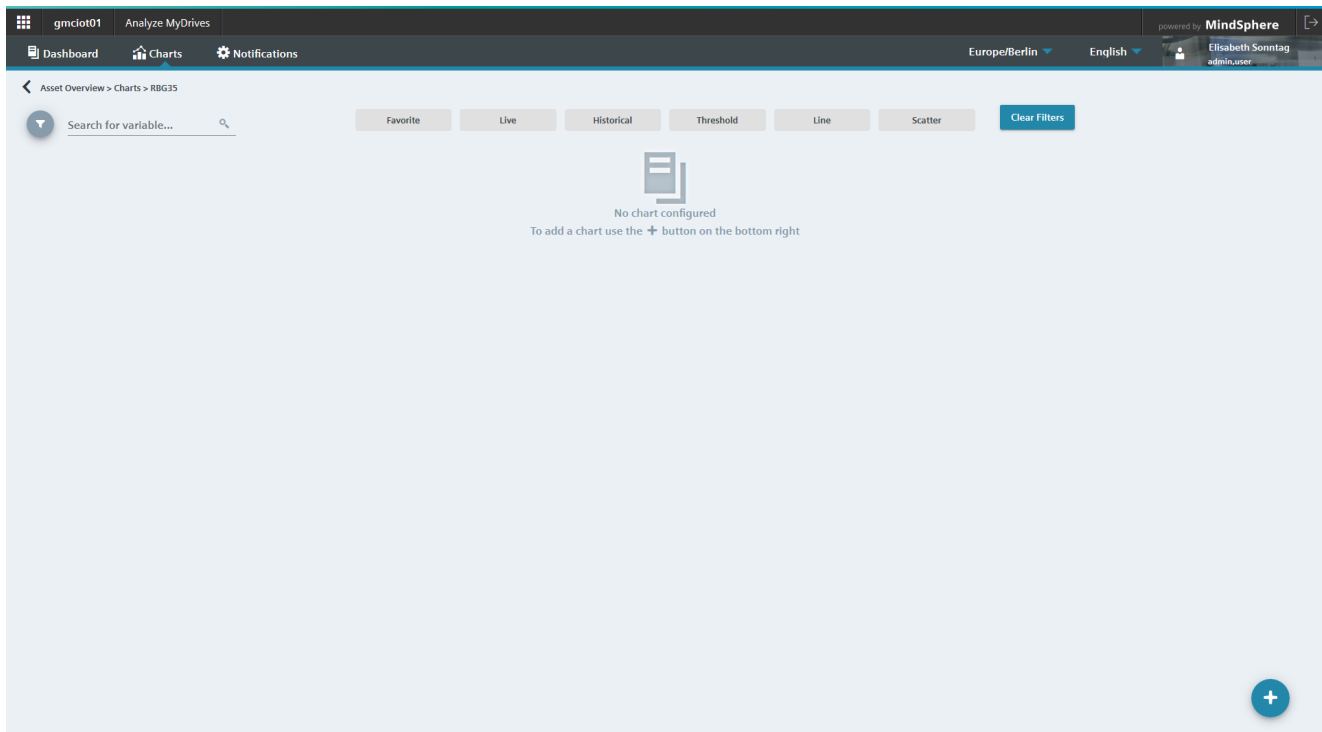 gmciot01 Analyze MyDrives powered by MindSphere
Dashboard Charts Notifications Europe/Berlin English Elisabeth Sonntag
admin,user
Asset Overview > Charts > RBG35
Search for variable... Favorite Live Historical Threshold Line Scatter Clear Filters
No chart configured
To add a chart use the + button on the bottom right